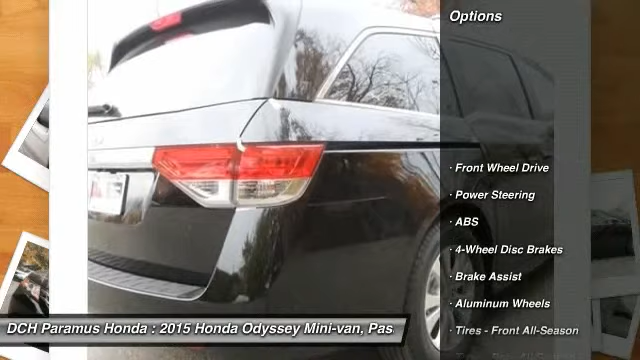 Options
· Front Wheel Drive
· Power Steering
· ABS
· 4-Wheel Disc Brakes
· Brake Assist
· Aluminum Wheels
· Tires - Front All-Season
DCH Paramus Honda : 2015 Honda Odyssey Mini-van, Pas